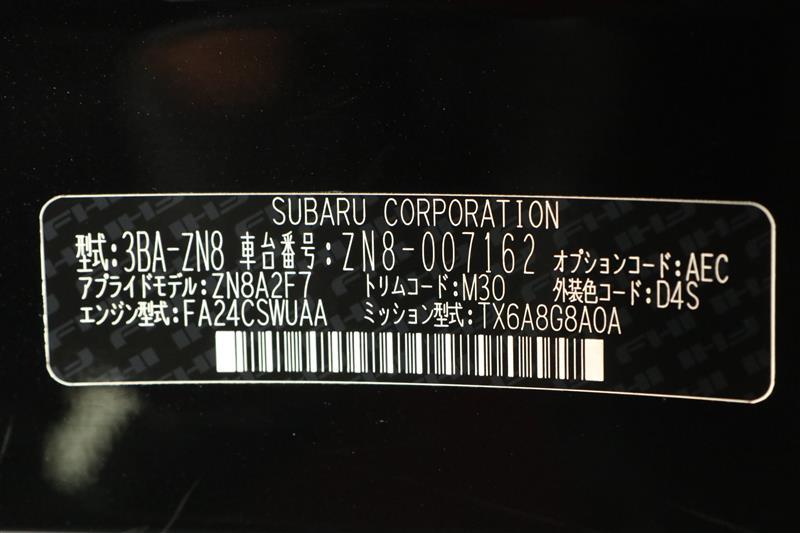 SUBARU CORPORATION
型式:3BA-ZN8 車台番号:ZN8-007162 オプションコード:AEC
アプライドモデル:ZN8A2F7 トリムコード:M30 外装色コード:D4S
エンジン型式:FA24CSWUAA ミッション型式:TX6A8G8A0A